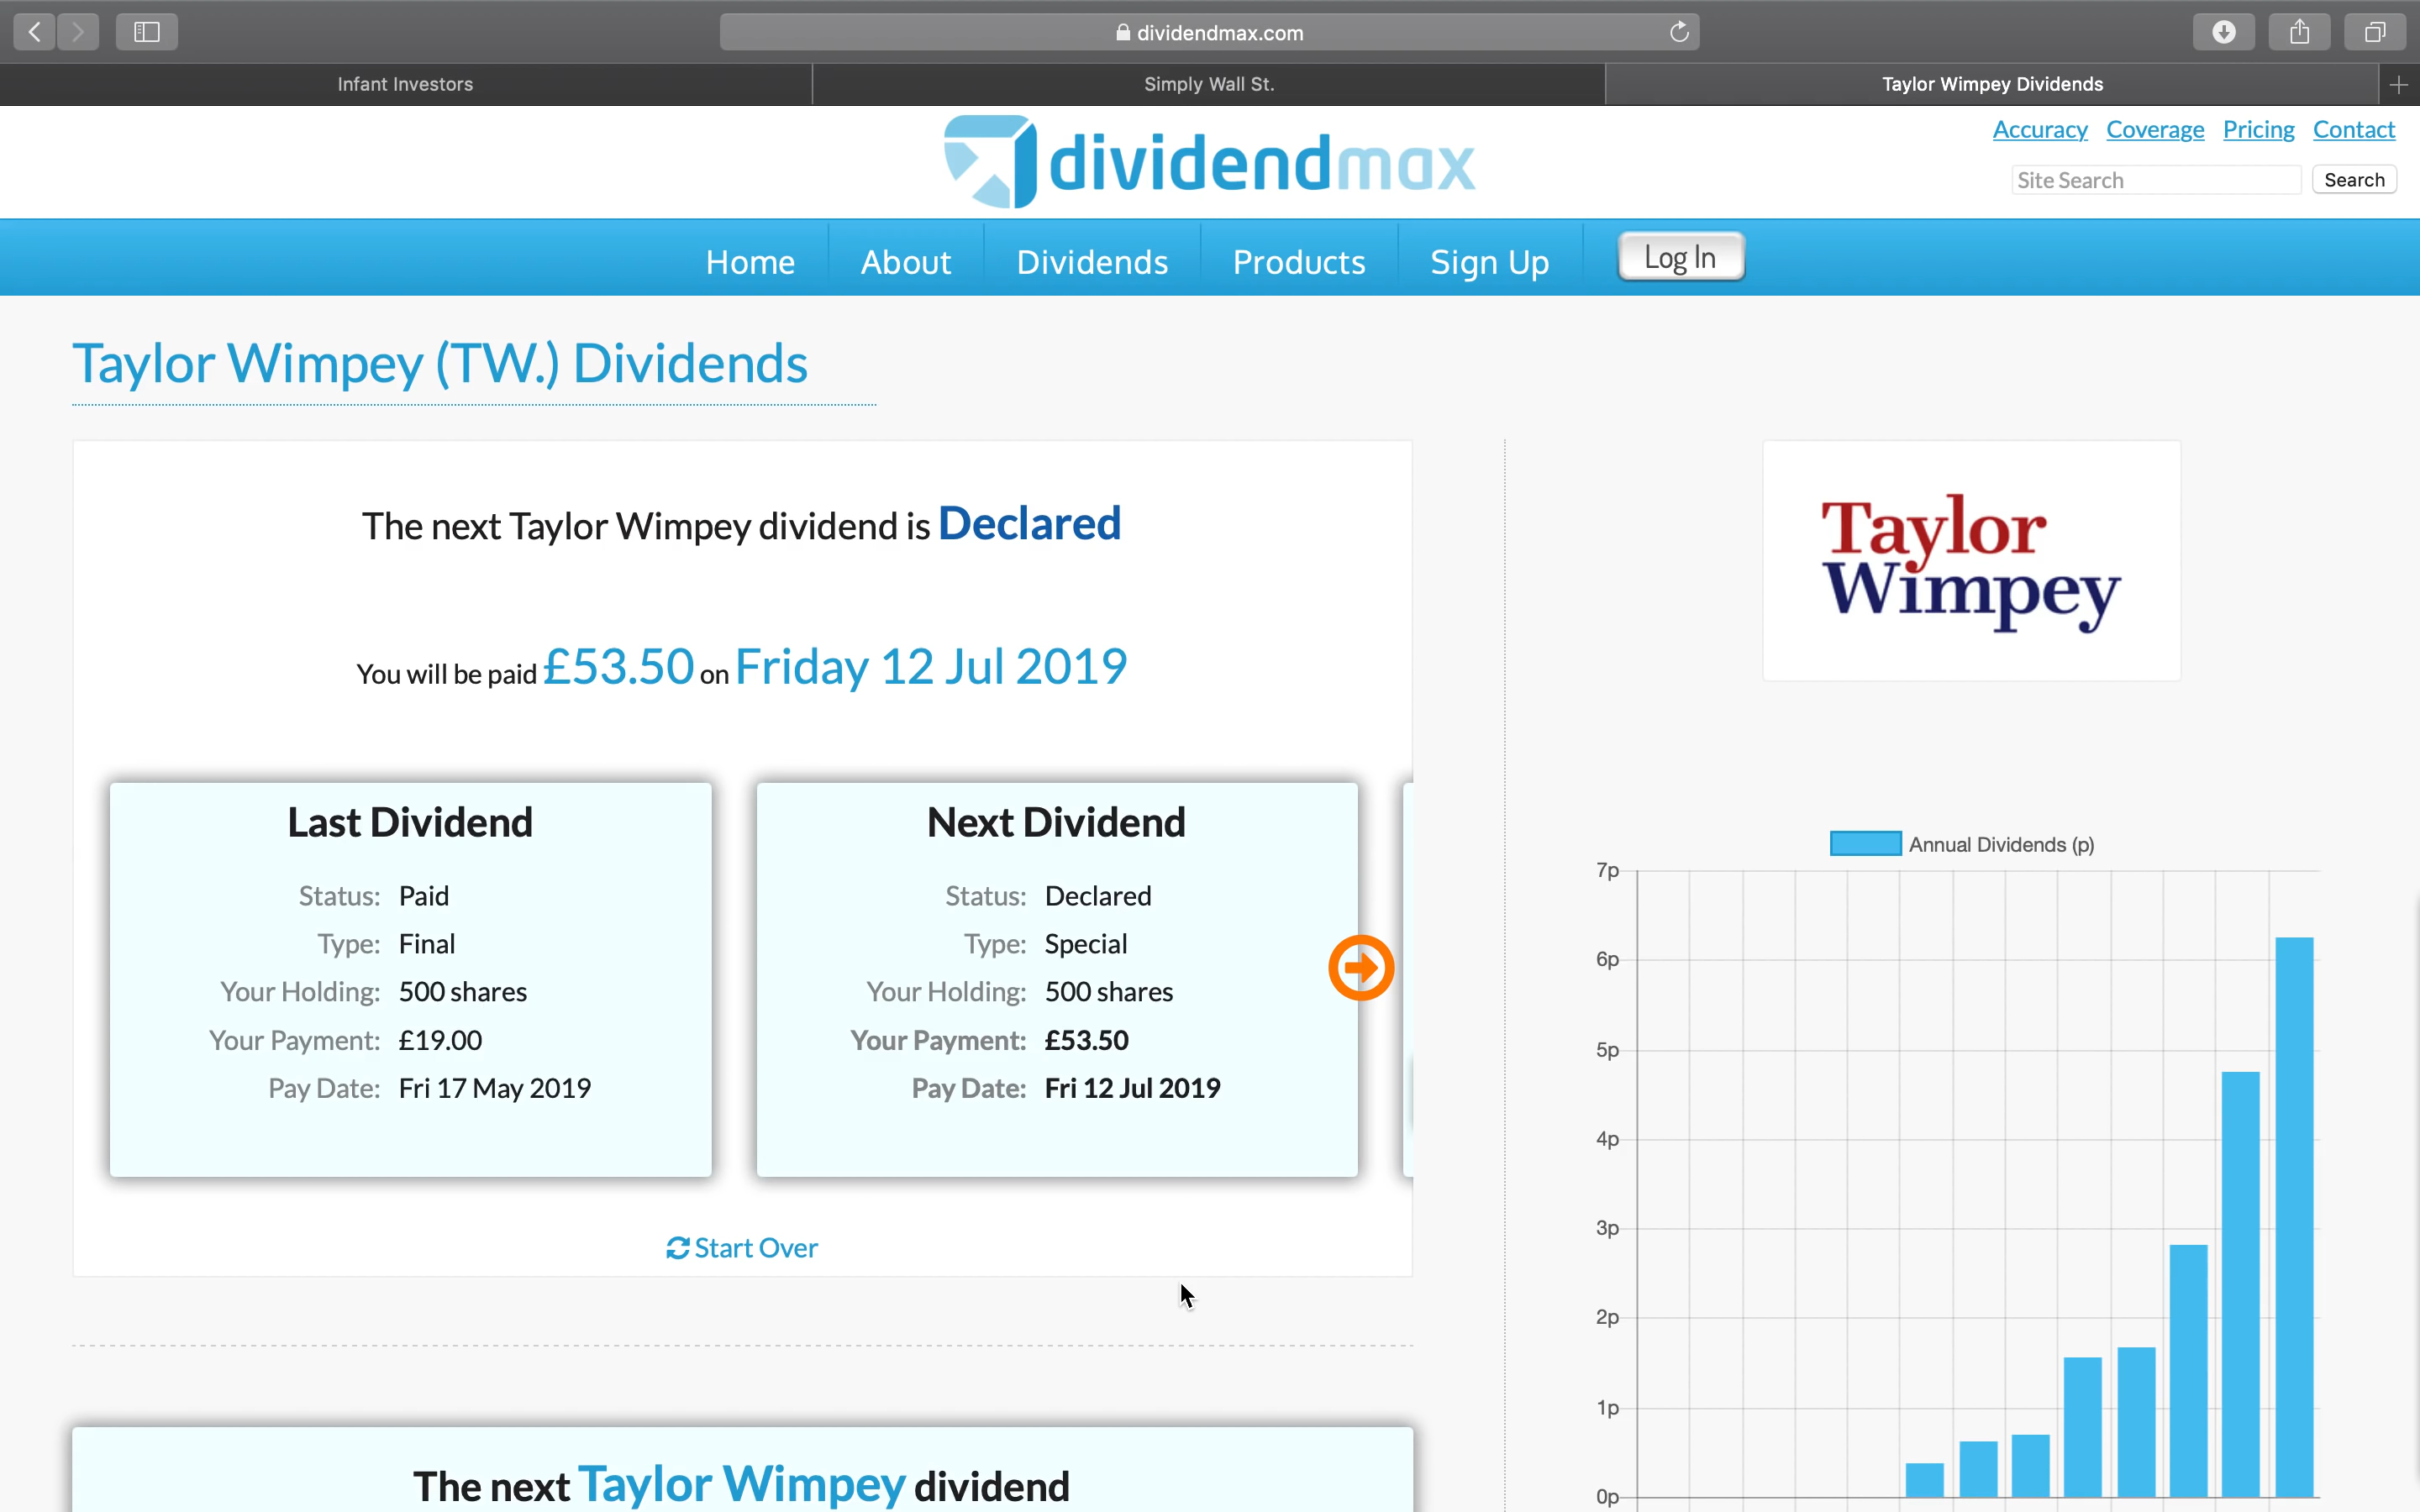 dividendmax.com
Infant Investors
Simply Wall St.
Taylor Wimpey Dividends
dividendmax
Accuracy Coverage Pricing Contact
Site Search Search
Home About Dividends Products Sign Up Log In
Taylor Wimpey (TW.) Dividends
The next Taylor Wimpey dividend is Declared
You will be paid £53.50 on Friday 12 Jul 2019
Last Dividend
Status: Paid
Type: Final
Your Holding: 500 shares
Your Payment: £19.00
Pay Date: Fri 17 May 2019
Next Dividend
Status: Declared
Type: Special
Your Holding: 500 shares
Your Payment: £53.50
Pay Date: Fri 12 Jul 2019
Start Over
The next Taylor Wimpey dividend
Taylor
Wimpey
Annual Dividends (p)
7p
6p
5p
4p
3p
2p
1p
0p